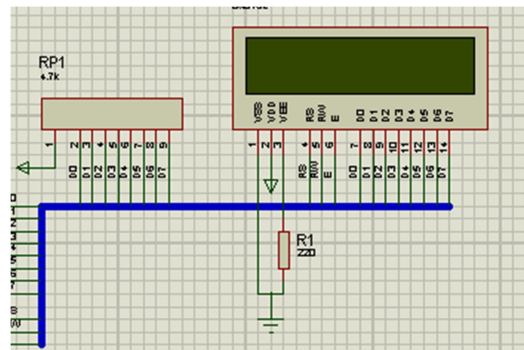 RP1
4.7k
VSS VDD VEE RS RW E D0 D1 D2 D3 D4 D5 D6 D7
1 2 3 4 5 6 7 8 9
1 2 3 4 5 6 7 8 9 10 11 12 13 14
D0 D1 D2 D3 D4 D5 D6 D7
RS RW E D0 D1 D2 D3 D4 D5 D6 D7
R1
220